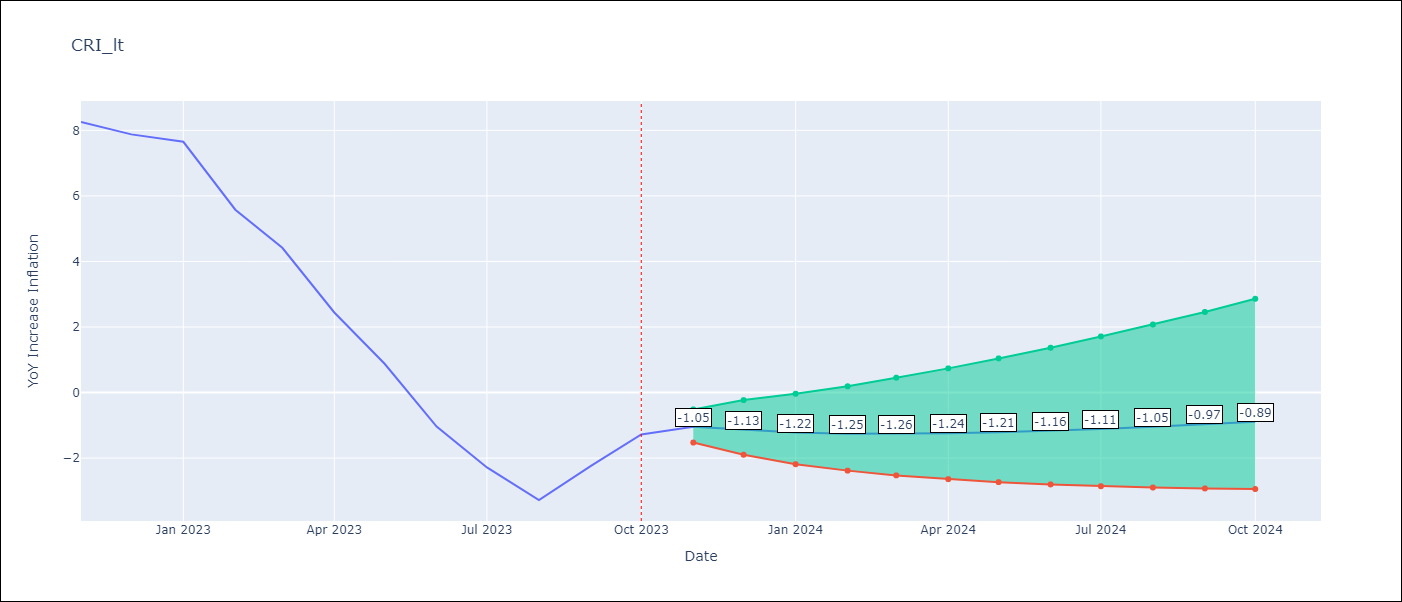 CRI_lt
YoY Increase Inflation
8
6
4
2
0
−2
-1.05
-1.13
-1.22
-1.25
-1.26
-1.24
-1.21
-1.16
-1.11
-1.05
-0.97
-0.89
Jan 2023
Apr 2023
Jul 2023
Oct 2023
Jan 2024
Apr 2024
Jul 2024
Oct 2024
Date